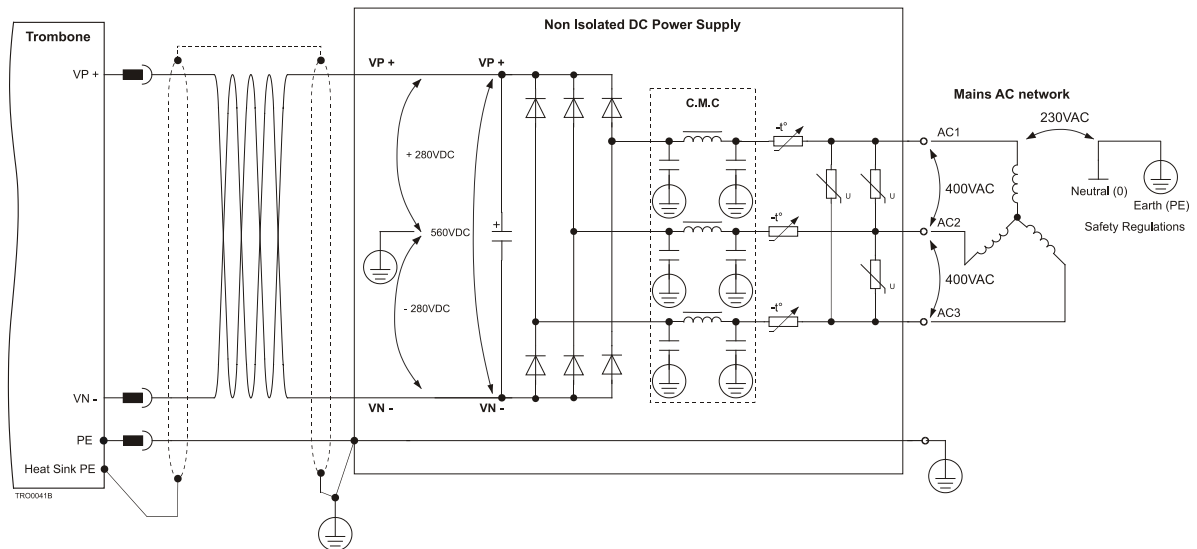 Non Isolated DC Power Supply
Trombone
VP +
VP +
VP +
C.M.C
-t°
Mains AC network
230VAC
AC1
+ 280VDC
U
U
400VAC
Neutral (0)
Earth (PE)
Safety Regulations
560VDC
+
-t°
AC2
400VAC
U
- 280VDC
-t°
AC3
VN -
VN -
VN -
PE
Heat Sink PE
TRO0041B